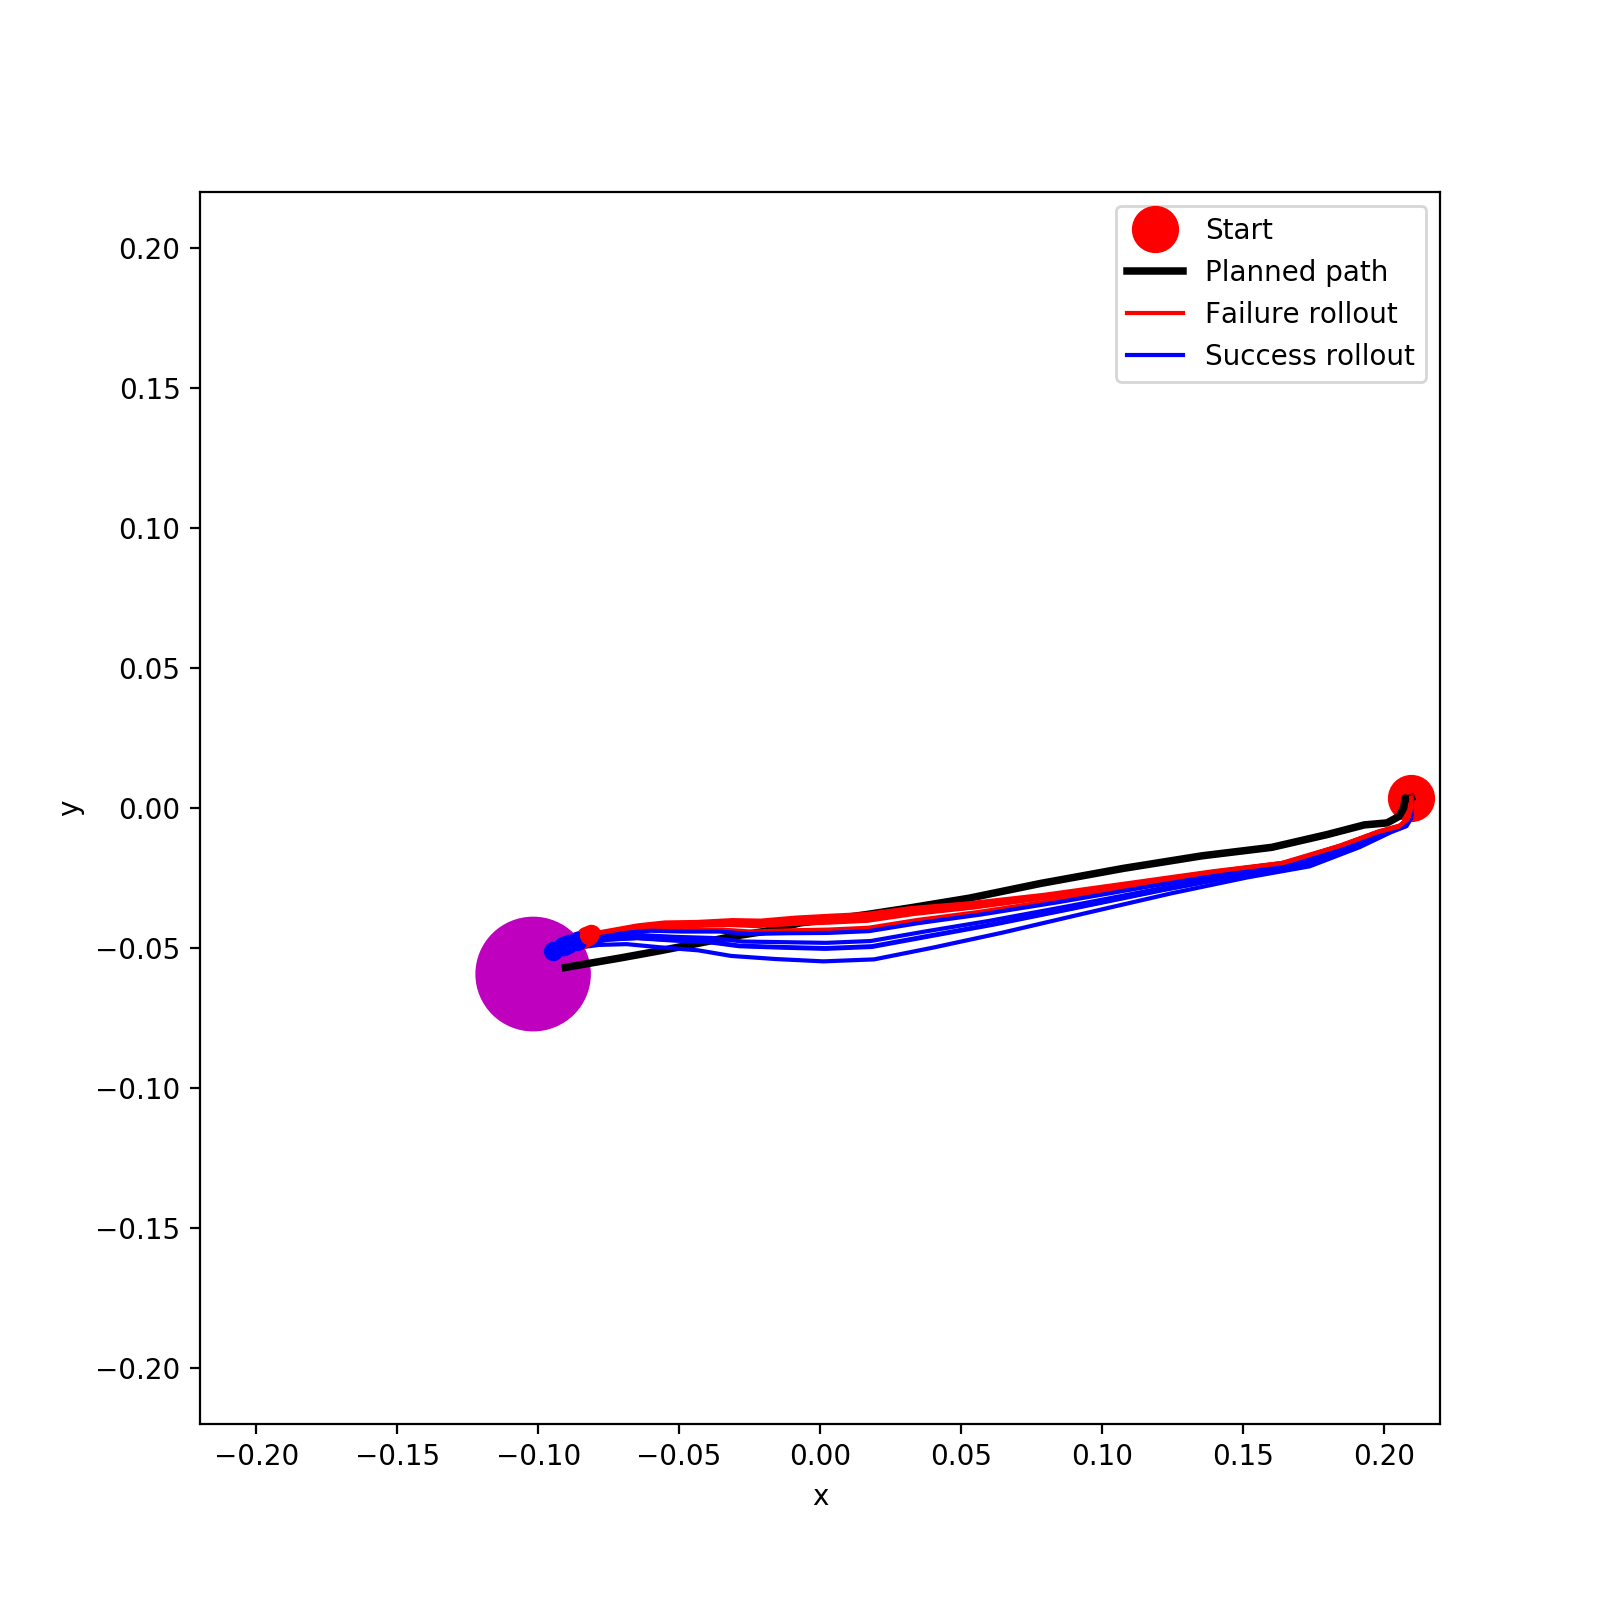 Start
Planned path
Failure rollout
Success rollout
0.20
0.15
0.10
0.05
0.00
−0.05
−0.10
−0.15
−0.20
y
−0.20 −0.15 −0.10 −0.05 0.00 0.05 0.10 0.15 0.20
x